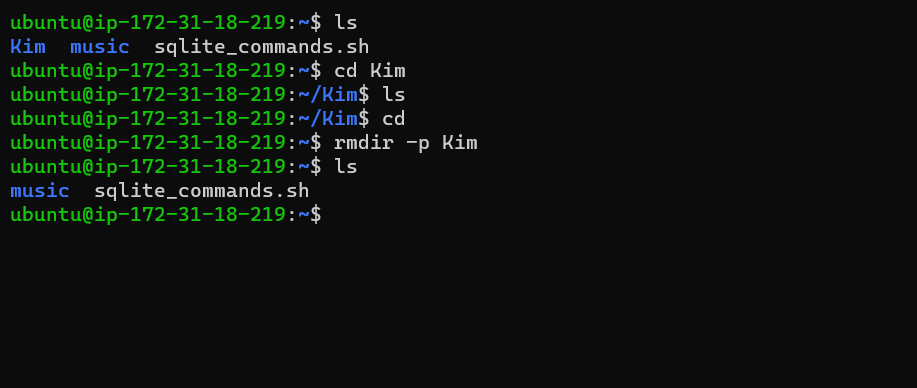 ubuntu@ip-172-31-18-219:~$ ls
Kim  music  sqlite_commands.sh
ubuntu@ip-172-31-18-219:~$ cd Kim
ubuntu@ip-172-31-18-219:~/Kim$ ls
ubuntu@ip-172-31-18-219:~/Kim$ cd
ubuntu@ip-172-31-18-219:~$ rmdir -p Kim
ubuntu@ip-172-31-18-219:~$ ls
music  sqlite_commands.sh
ubuntu@ip-172-31-18-219:~$